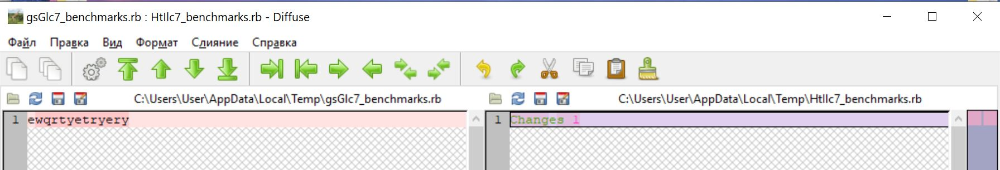 gsGlc7_benchmarks.rb : Htllc7_benchmarks.rb - Diffuse
Файл Правка Вид Формат Слияние Справка
C:\Users\User\AppData\Local\Temp\gsGlc7_benchmarks.rb
C:\Users\User\AppData\Local\Temp\Htllc7_benchmarks.rb
1 ewqrtyetryery
1 Changes 1